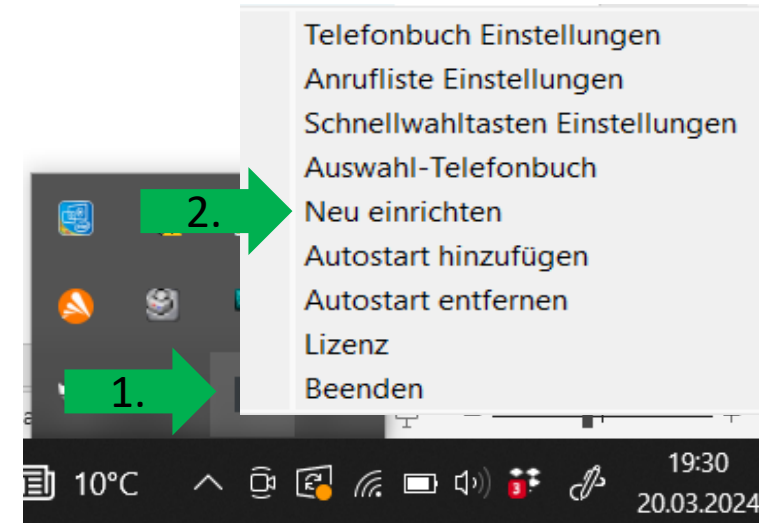 Telefonbuch Einstellungen
Anrufliste Einstellungen
Schnellwahltasten Einstellungen
Auswahl-Telefonbuch
2.
Neu einrichten
Autostart hinzufügen
Autostart entfernen
Lizenz
1.
Beenden
10°C
3
19:30
20.03.2024